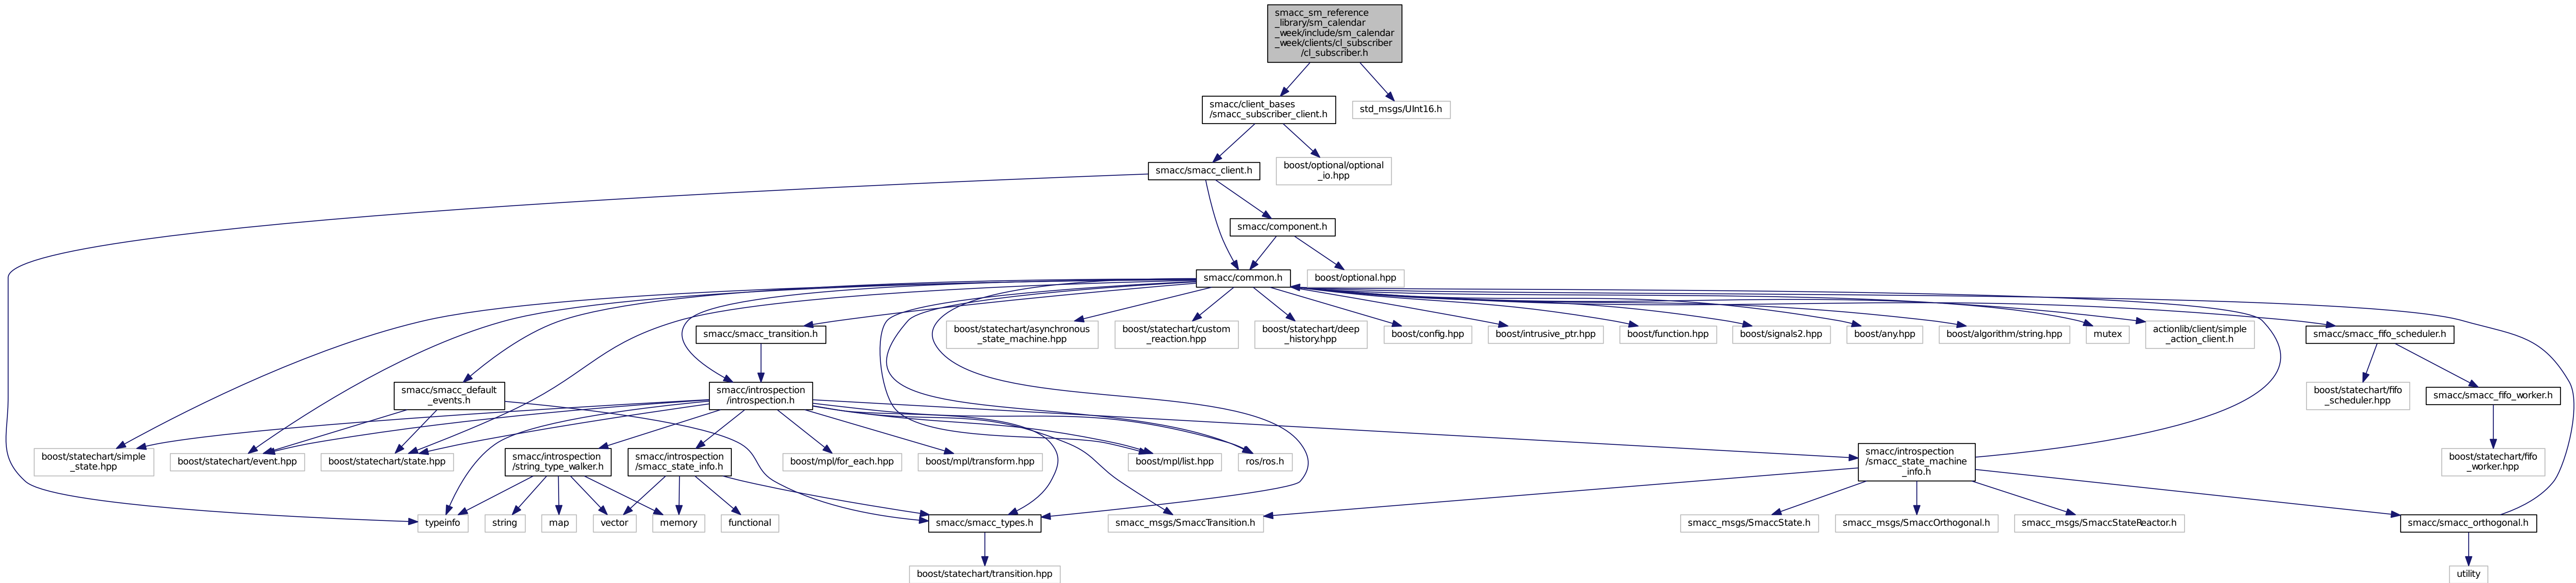 smacc_sm_reference
_library/sm_calendar
_week/include/sm_calendar
_week/clients/cl_subscriber
/cl_subscriber.h
smacc/client_bases
/smacc_subscriber_client.h
std_msgs/UInt16.h
smacc/smacc_client.h
boost/optional/optional
_io.hpp
smacc/component.h
smacc/common.h
boost/optional.hpp
smacc/smacc_transition.h
boost/statechart/asynchronous
_state_machine.hpp
boost/statechart/custom
_reaction.hpp
boost/statechart/deep
_history.hpp
boost/config.hpp
boost/intrusive_ptr.hpp
boost/function.hpp
boost/signals2.hpp
boost/any.hpp
boost/algorithm/string.hpp
mutex
actionlib/client/simple
_action_client.h
smacc/smacc_fifo_scheduler.h
smacc/smacc_default
_events.h
smacc/introspection
/introspection.h
boost/statechart/fifo
_scheduler.hpp
smacc/smacc_fifo_worker.h
boost/statechart/simple
_state.hpp
boost/statechart/event.hpp
boost/statechart/state.hpp
smacc/introspection
/string_type_walker.h
smacc/introspection
/smacc_state_info.h
boost/mpl/for_each.hpp
boost/mpl/transform.hpp
boost/mpl/list.hpp
ros/ros.h
smacc/introspection
/smacc_state_machine
_info.h
boost/statechart/fifo
_worker.hpp
typeinfo
string
map
vector
memory
functional
smacc/smacc_types.h
smacc_msgs/SmaccTransition.h
smacc_msgs/SmaccState.h
smacc_msgs/SmaccOrthogonal.h
smacc_msgs/SmaccStateReactor.h
smacc/smacc_orthogonal.h
boost/statechart/transition.hpp
utility